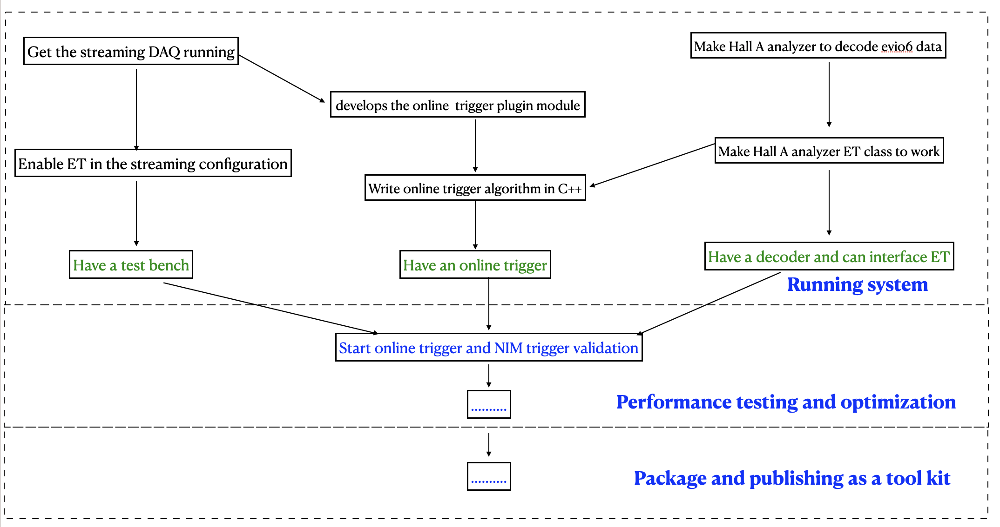 Get the streaming DAQ running
Make Hall A analyzer to decode evio6 data
develops the online  trigger plugin module
Enable ET in the streaming configuration
Make Hall A analyzer ET class to work
Write online trigger algorithm in C++
Have a test bench
Have an online trigger
Have a decoder and can interface ET
Running system
Start online trigger and NIM trigger validation
..........
Performance testing and optimization
..........
Package and publishing as a tool kit